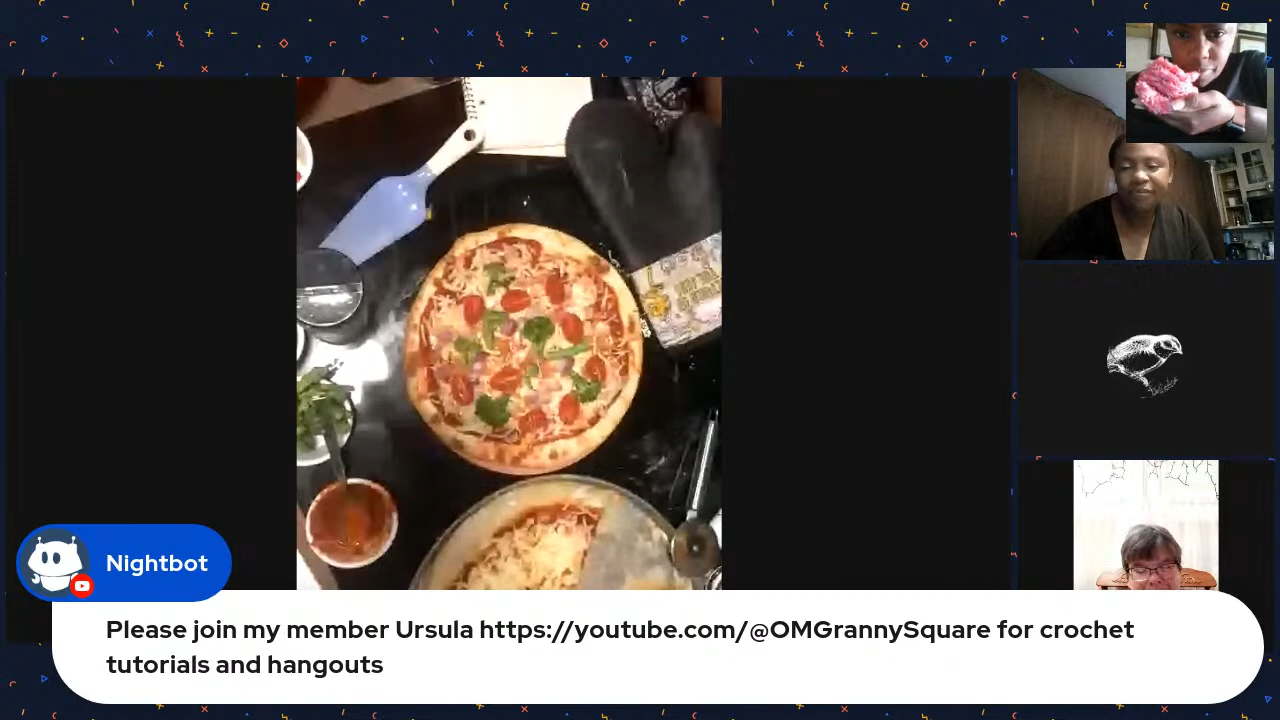 Nightbot
Please join my member Ursula https://youtube.com/@OMGrannySquare for crochet
tutorials and hangouts